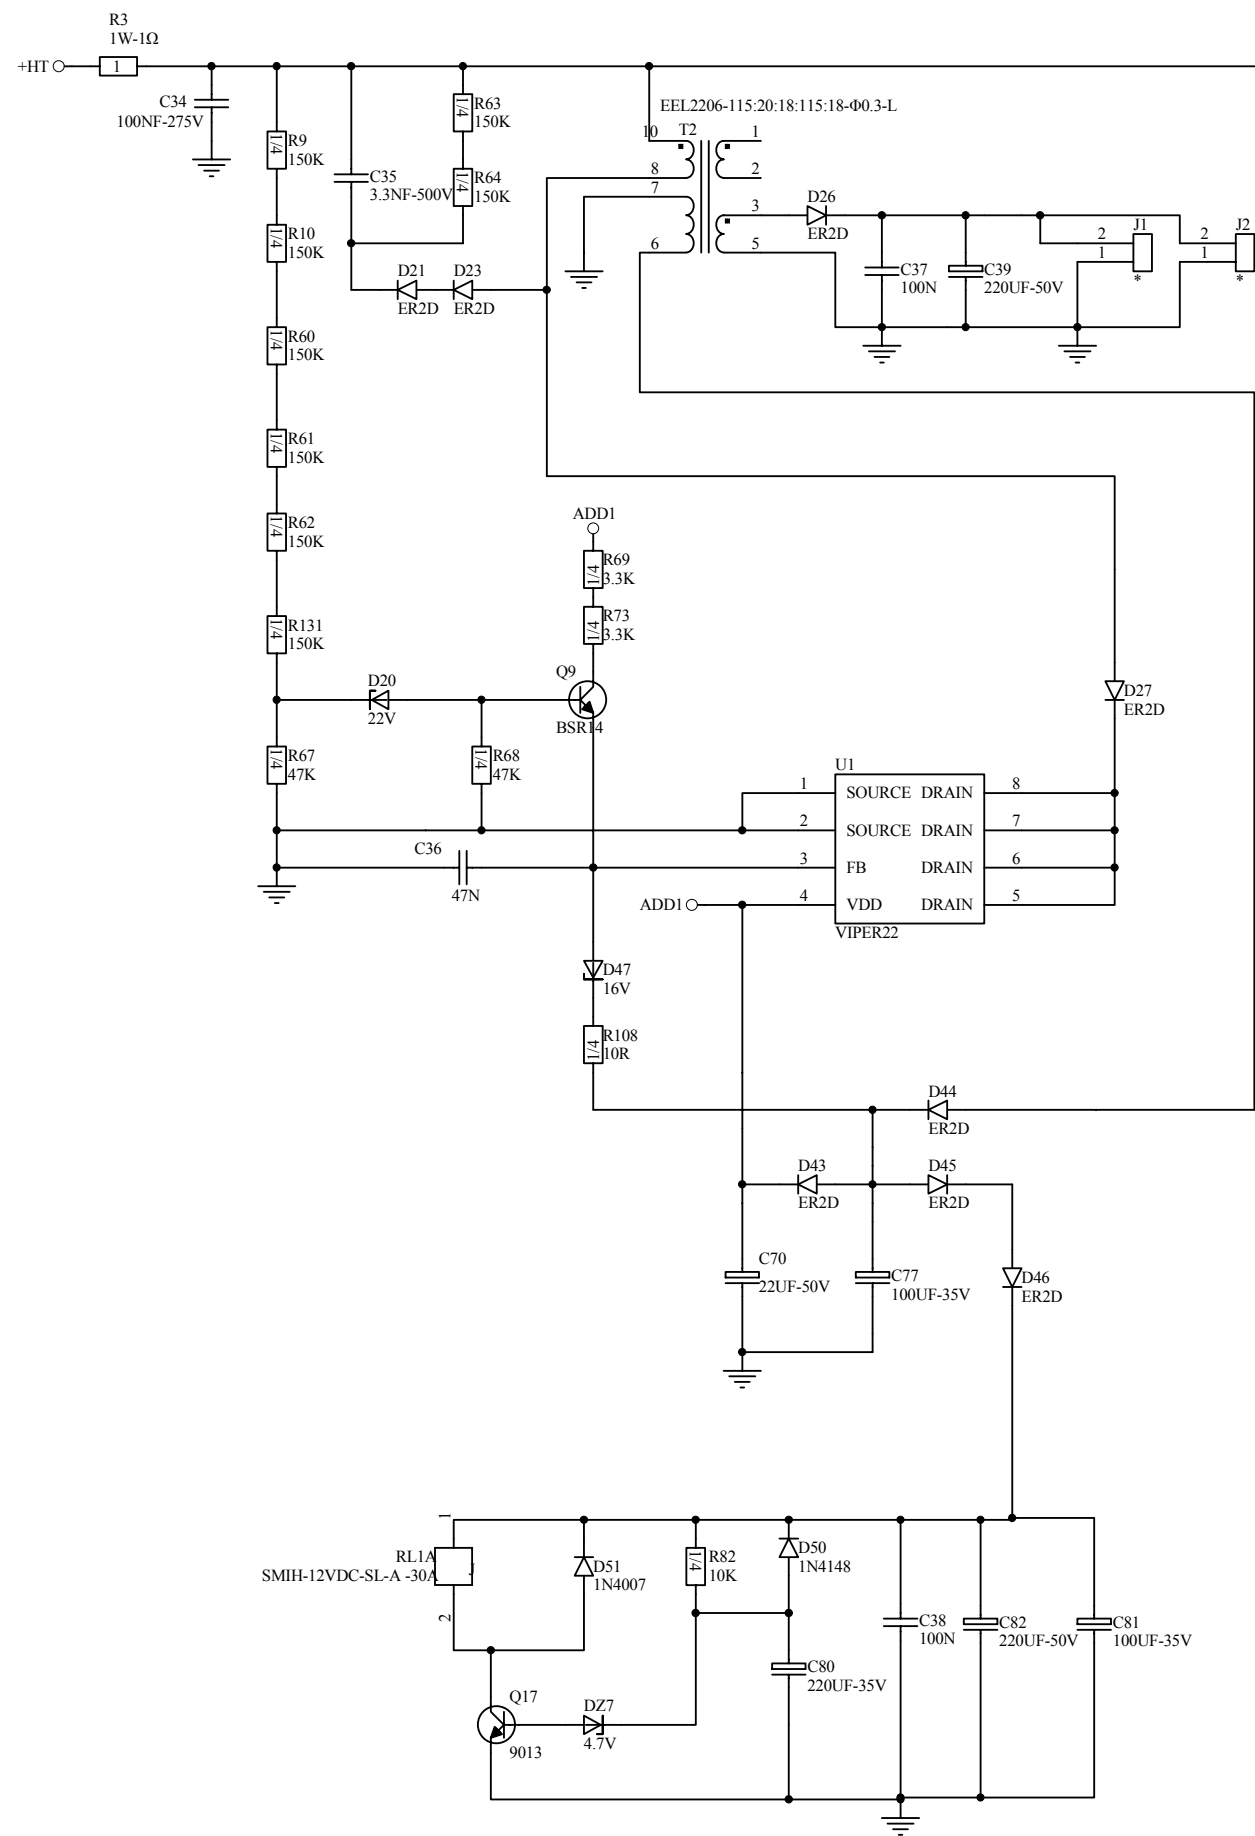 R3
1W-1Ω
+HT
1
C34
100NF-275V
1/4
R9
150K
C35
3.3NF-500V
1/4
R63
150K
1/4
R64
150K
EEL2206-115:20:18:115:18-Φ0.3-L
T2
10
8
7
6
1
2
3
5
D26
ER2D
C37
100N
C39
220UF-50V
J1
2
1
*
J2
2
1
*
1/4
R10
150K
D21
ER2D
D23
ER2D
1/4
R60
150K
1/4
R61
150K
1/4
R62
150K
1/4
R131
150K
ADD1
1/4
R69
3.3K
1/4
R73
3.3K
Q9
BSR14
D20
22V
1/4
R67
47K
1/4
R68
47K
D27
ER2D
U1
1
SOURCE
DRAIN
8
2
SOURCE
DRAIN
7
3
FB
DRAIN
6
4
VDD
DRAIN
5
VIPER22
C36
47N
ADD1
D47
16V
1/4
R108
10R
D44
ER2D
D43
ER2D
D45
ER2D
C70
22UF-50V
C77
100UF-35V
D46
ER2D
1
RL1A
SMIH-12VDC-SL-A -30A
2
D51
1N4007
1/4
R82
10K
D50
1N4148
C38
100N
C82
220UF-50V
C81
100UF-35V
C80
220UF-35V
Q17
9013
DZ7
4.7V